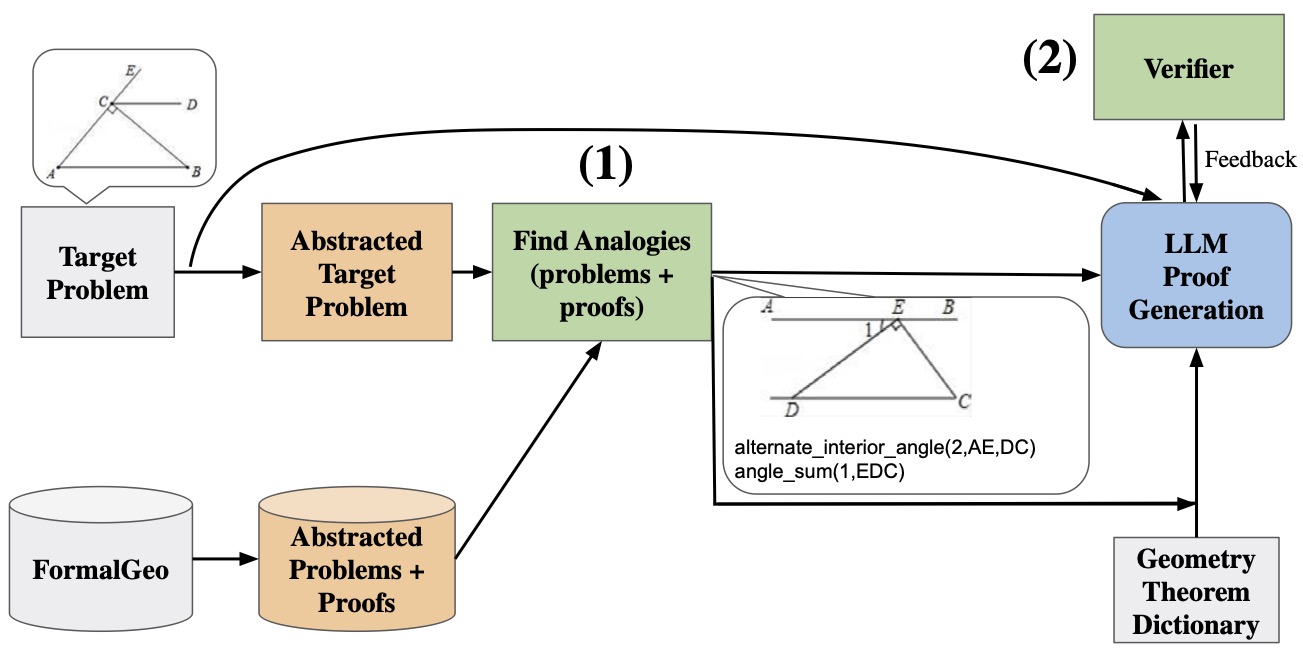 (2)
Verifier
E
C
D
A
B
(1)
Feedback
Target
Problem
Abstracted
Target
Problem
Find Analogies
(problems +
proofs)
LLM
Proof
Generation
A
E
B
1
D
C
alternate_interior_angle(2,AE,DC)
angle_sum(1,EDC)
FormalGeo
Abstracted
Problems +
Proofs
Geometry
Theorem
Dictionary